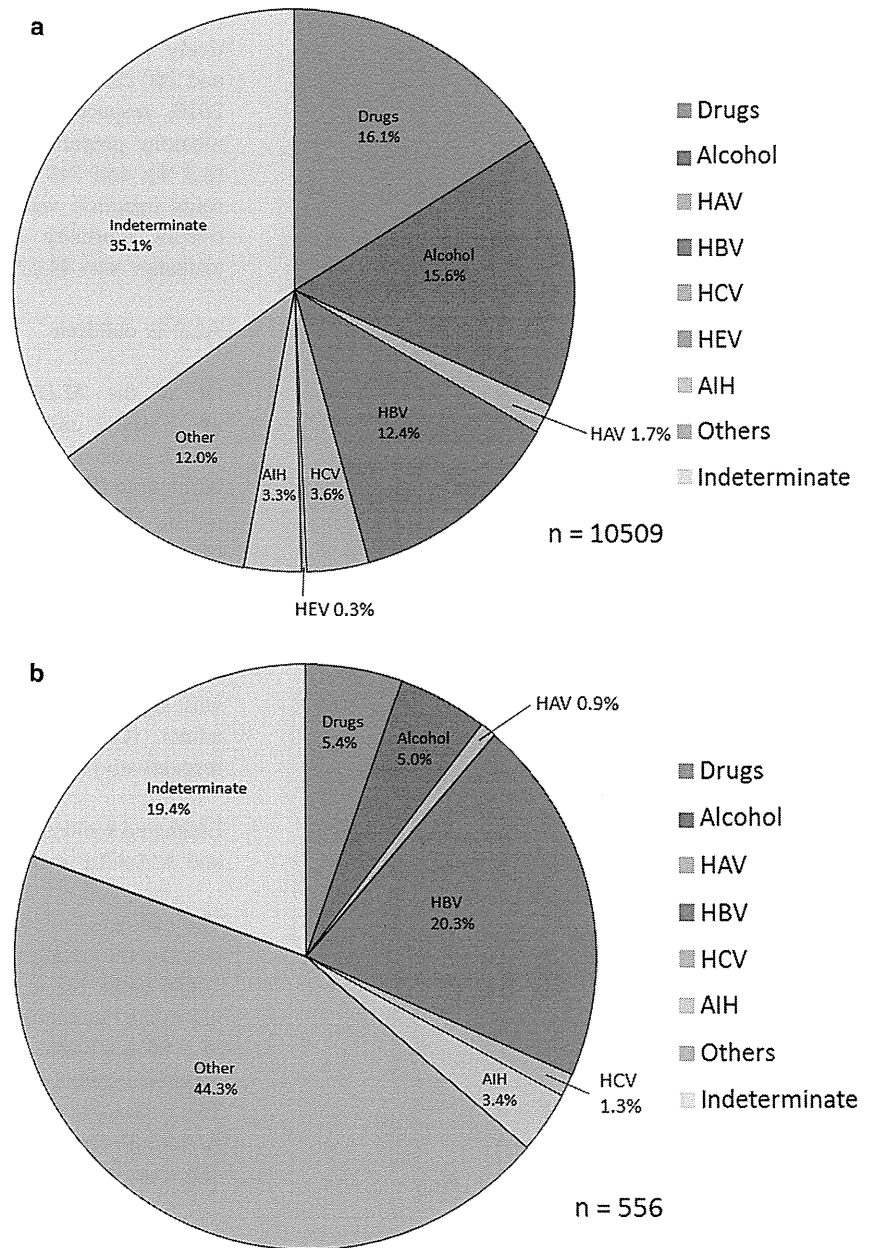 a
Drugs
16.1%
Alcohol
15.6%
HAV 1.7%
HBV
12.4%
HCV
3.6%
HEV 0.3%
AIH
3.3%
Other
12.0%
Indeterminate
35.1%
Drugs
Alcohol
HAV
HBV
HCV
HEV
AIH
Others
Indeterminate
n = 10509
b
Drugs
5.4%
Alcohol
5.0%
HAV 0.9%
HBV
20.3%
HCV
1.3%
AIH
3.4%
Other
44.3%
Indeterminate
19.4%
Drugs
Alcohol
HAV
HBV
HCV
AIH
Others
Indeterminate
n = 556